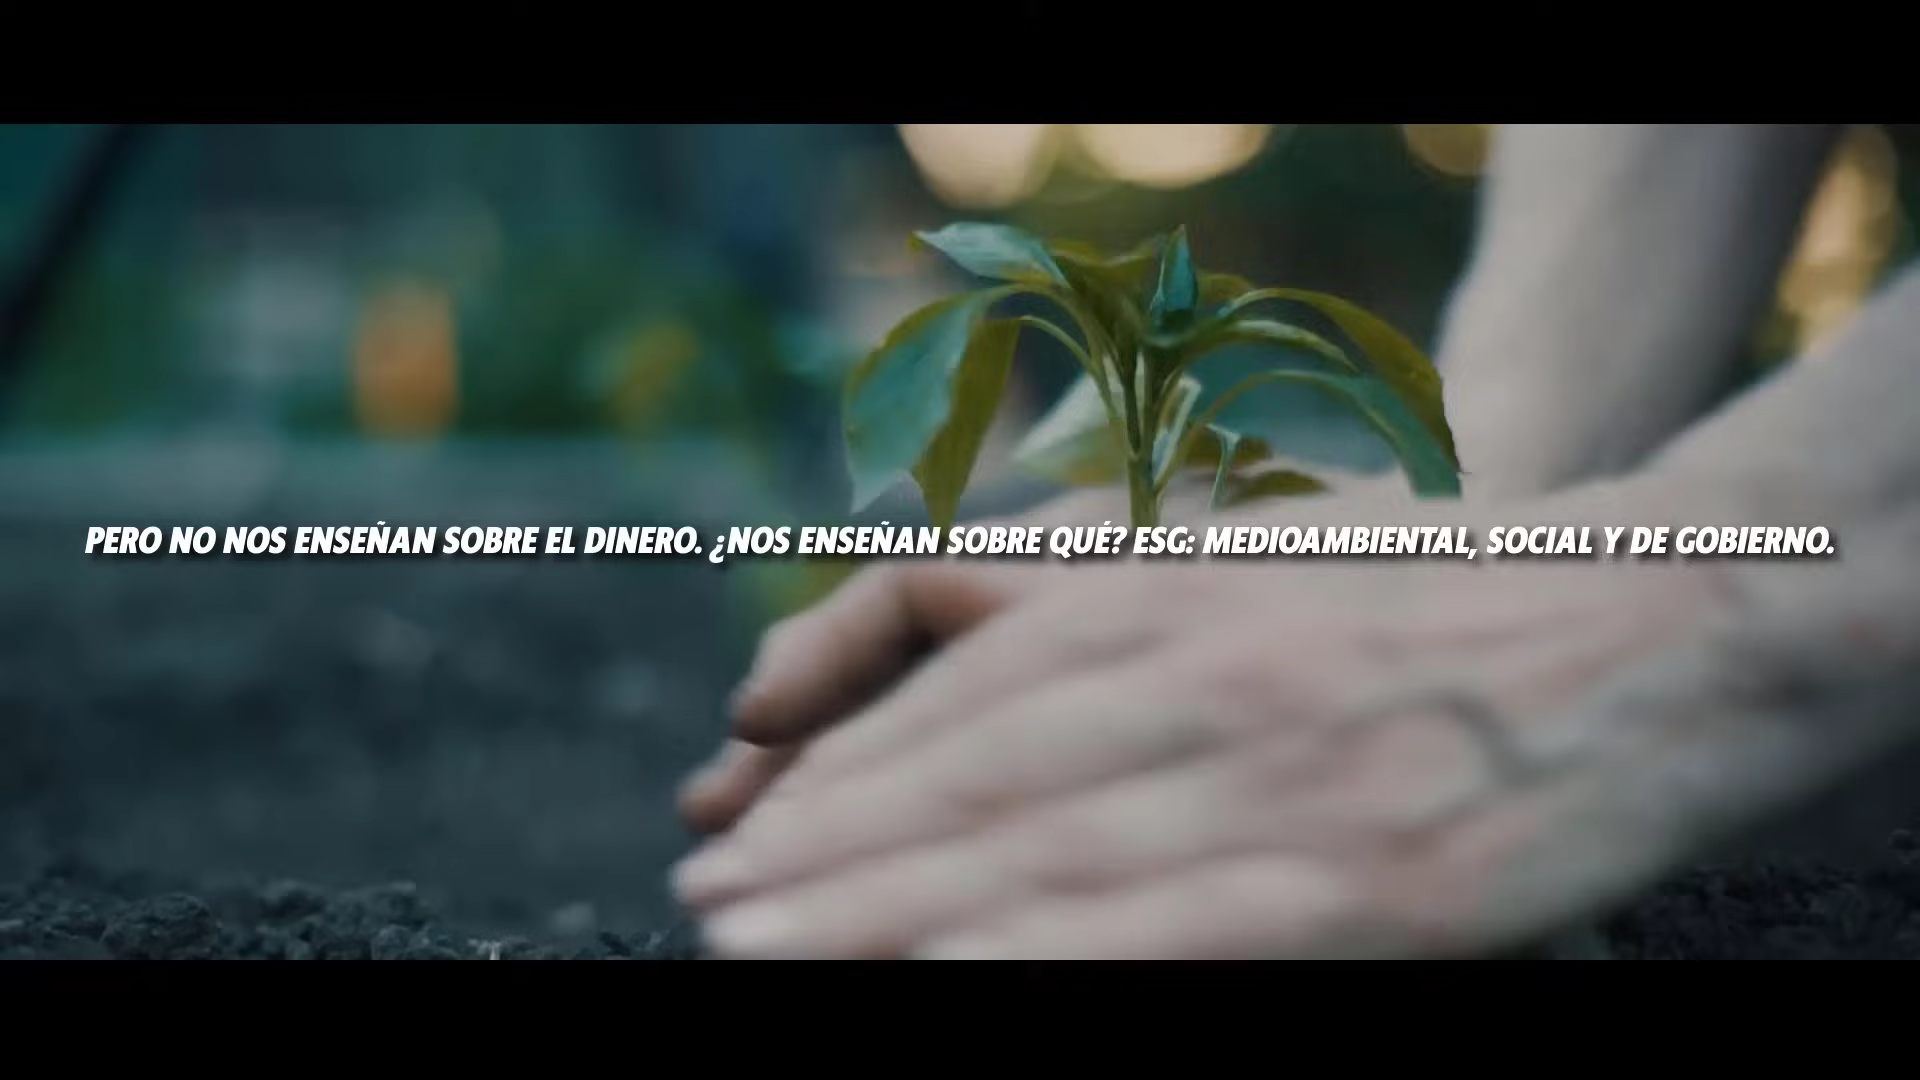 PERO NO NOS ENSEÑAN SOBRE EL DINERO. ¿NOS ENSEÑAN SOBRE QUÉ? ESG: MEDIOAMBIENTAL, SOCIAL Y DE GOBIERNO.